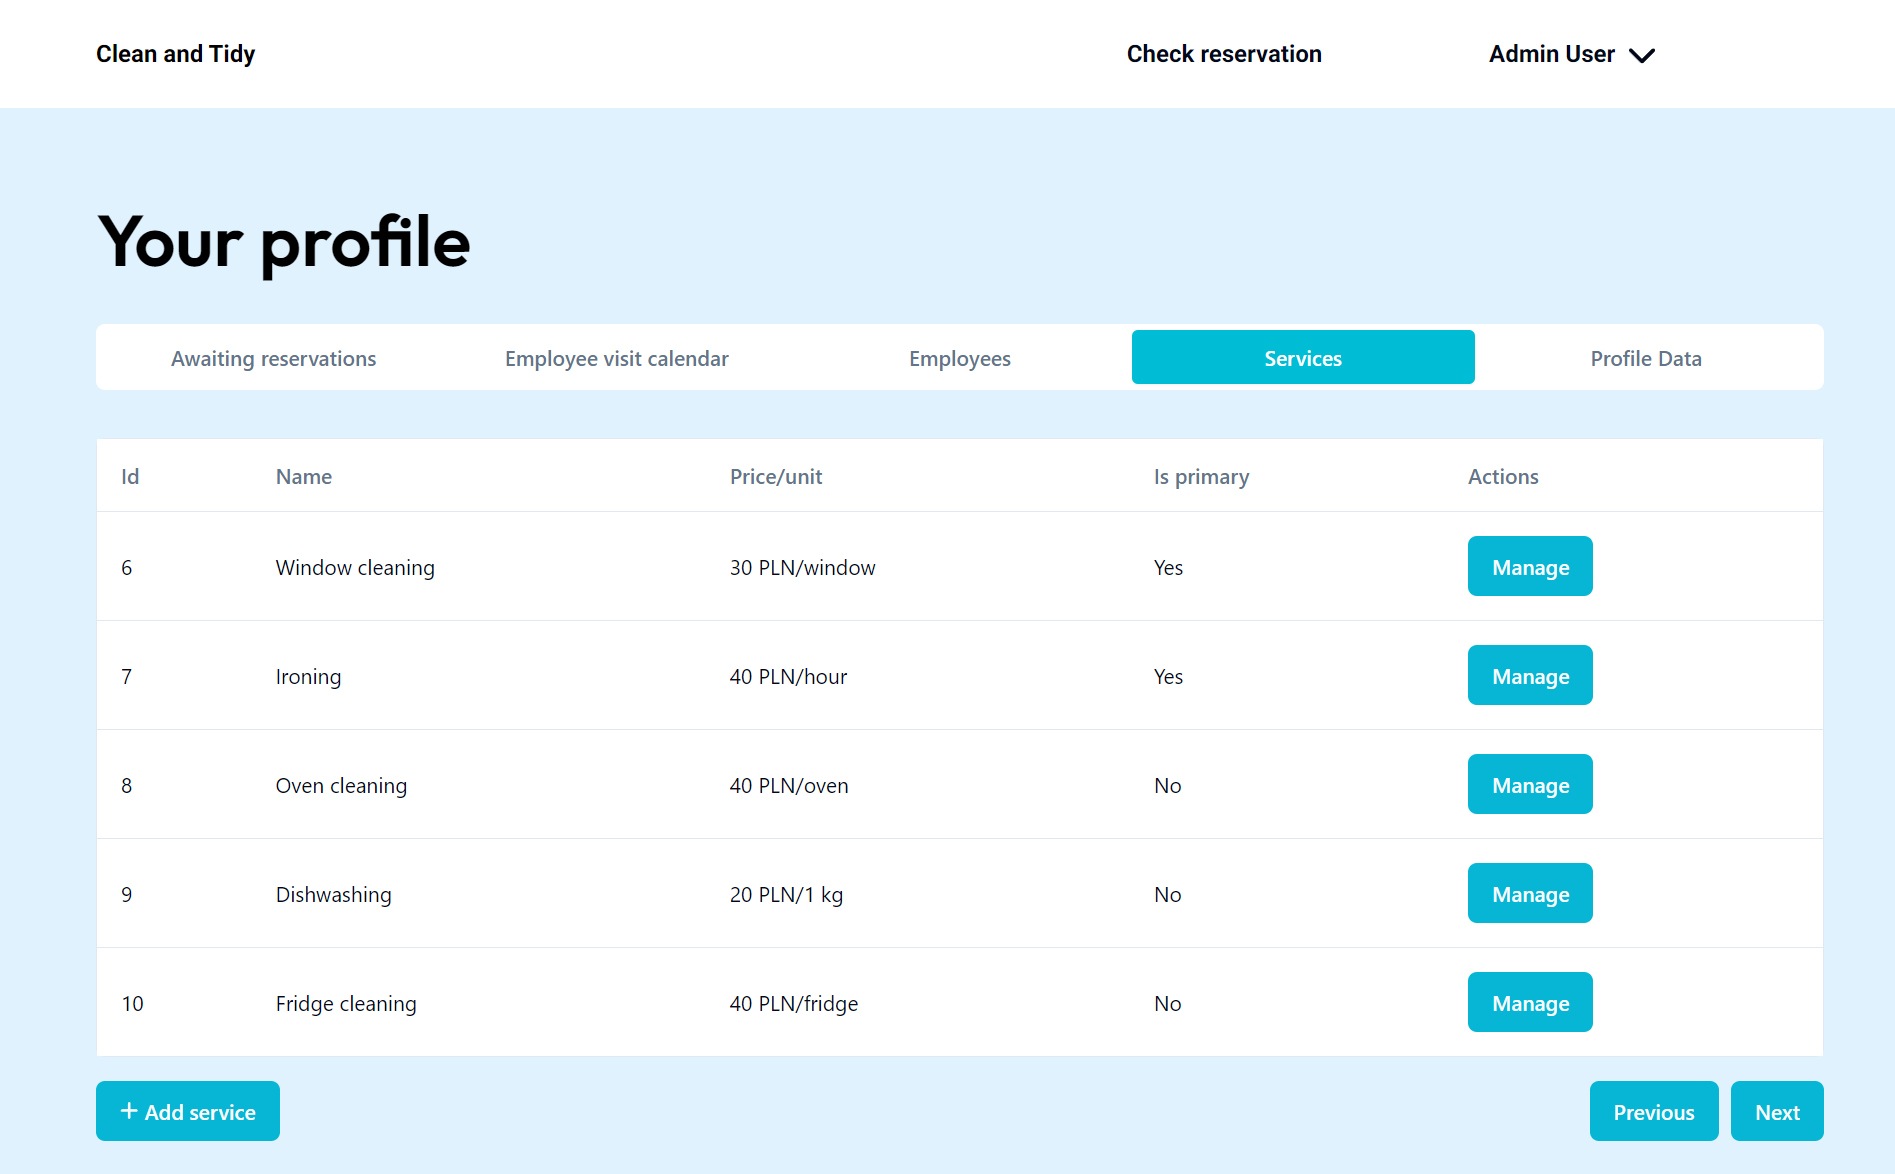 Clean and Tidy Check reservation Admin User
Your profile
Awaiting reservations Employee visit calendar Employees Services Profile Data
Id Name Price/unit Is primary Actions
6 Window cleaning 30 PLN/window Yes Manage
7 Ironing 40 PLN/hour Yes Manage
8 Oven cleaning 40 PLN/oven No Manage
9 Dishwashing 20 PLN/1 kg No Manage
10 Fridge cleaning 40 PLN/fridge No Manage
+ Add service Previous Next